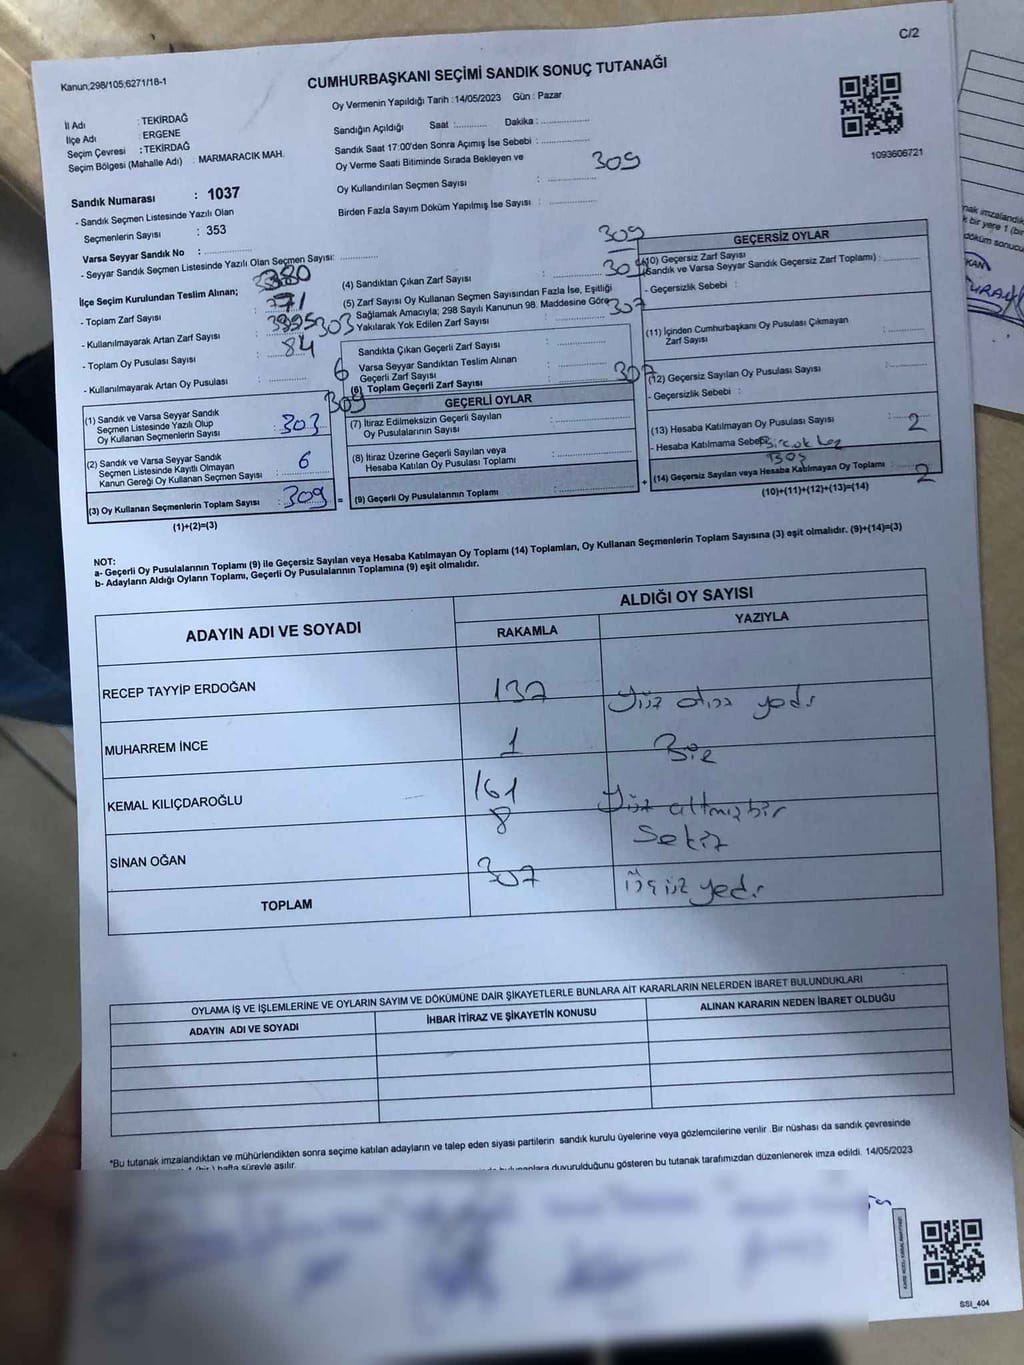 C/2
Kanun;298/105;6271/18-1
CUMHURBAŞKANI SEÇİMİ SANDIK SONUÇ TUTANAĞI
Oy Vermenin Yapıldığı Tarih : 14/05/2023 Gün : Pazar
İl Adı : TEKİRDAĞ
İlçe Adı : ERGENE
Seçim Çevresi : TEKİRDAĞ
Seçim Bölgesi (Mahalle Adı) : MARMARACIK MAH.
Sandığın Açıldığı Saat :............ Dakika :................
Sandık Saat 17:00'den Sonra Açımış İse Sebebi :................
Oy Verme Saati Bitiminde Sırada Bekleyen ve
Oy Kullandırılan Seçmen Sayısı : ................ 309
Birden Fazla Sayım Döküm Yapılmış İse Sayısı : ................
1093606721
Sandık Numarası : 1037
- Sandık Seçmen Listesinde Yazılı Olan
Seçmenlerin Sayısı : 353
Varsa Seyyar Sandık No : ................
- Seyyar Sandık Seçmen Listesinde Yazılı Olan Seçmen Sayısı: ............
İlçe Seçim Kurulundan Teslim Alınan;
- Toplam Zarf Sayısı : 380
- Kullanılmayarak Artan Zarf Sayısı : 71
- Toplam Oy Pusulası Sayısı : 395
- Kullanılmayarak Artan Oy Pusulası : 84
303
6
309
(1) Sandık ve Varsa Seyyar Sandık
Seçmen Listesinde Yazılı Olup
Oy Kullanan Seçmenlerin Sayısı : 303
(2) Sandık ve Varsa Seyyar Sandık
Seçmen Listesinde Kayıtlı Olmayan
Kanun Gereği Oy Kullanan Seçmen Sayısı : 6
(3) Oy Kullanan Seçmenlerin Toplam Sayısı : 309 =
(1)+(2)=(3)
309
(4) Sandıktan Çıkan Zarf Sayısı : ................
(5) Zarf Sayısı Oy Kullanan Seçmen Sayısından Fazla İse, Eşitliği
Sağlamak Amacıyla; 298 Sayılı Kanunun 98. Maddesine Göre
Yakılarak Yok Edilen Zarf Sayısı : ................ 307
Sandıkta Çıkan Geçerli Zarf Sayısı : ................
Varsa Seyyar Sandıktan Teslim Alınan
Geçerli Zarf Sayısı : ................
(6) Toplam Geçerli Zarf Sayısı : ................ 307
GEÇERLİ OYLAR
(7) İtiraz Edilmeksizin Geçerli Sayılan
Oy Pusulalarının Sayısı : ................
(8) İtiraz Üzerine Geçerli Sayılan veya
Hesaba Katılan Oy Pusulası Toplamı : ................
(9) Geçerli Oy Pusulalarının Toplamı : ................ +
GEÇERSİZ OYLAR
(10) Geçersiz Zarf Sayısı
(Sandık ve Varsa Seyyar Sandık Geçersiz Zarf Toplamı) : ................
- Geçersizlik Sebebi :
(11) İçinden Cumhurbaşkanı Oy Pusulası Çıkmayan
Zarf Sayısı : ................
(12) Geçersiz Sayılan Oy Pusulası Sayısı : ................
- Geçersizlik Sebebi :
(13) Hesaba Katılmayan Oy Pusulası Sayısı : 2
- Hesaba Katılmama Sebebi
Boş
(14) Geçersiz Sayılan veya Hesaba Katılmayan Oy Toplamı : 2
(10)+(11)+(12)+(13)=(14)
NOT:
a- Geçerli Oy Pusulalarının Toplamı (9) ile Geçersiz Sayılan veya Hesaba Katılmayan Oy Toplamı (14) Toplamları, Oy Kullanan Seçmenlerin Toplam Sayısına (3) eşit olmalıdır. (9)+(14)=(3)
b- Adayların Aldığı Oyların Toplamı, Geçerli Oy Pusulalarının Toplamına (9) eşit olmalıdır.
ADAYIN ADI VE SOYADI ALDIĞI OY SAYISI
RAKAMLA YAZIYLA
RECEP TAYYİP ERDOĞAN 137 Yüz otuz yedi
MUHARREM İNCE 1 Bir
KEMAL KILIÇDAROĞLU 161 Yüz altmışbir
SİNAN OĞAN 8 Sekiz
TOPLAM 307 Üçyüz yedi
OYLAMA İŞ VE İŞLEMLERİNE VE OYLARIN SAYIM VE DÖKÜMÜNE DAİR ŞİKAYETLERLE BUNLARA AİT KARARLARIN NELERDEN İBARET BULUNDUKLARI
ADAYIN ADI VE SOYADI İHBAR İTİRAZ VE ŞİKAYETİN KONUSU ALINAN KARARIN NEDEN İBARET OLDUĞU
*Bu tutanak imzalandıktan ve mühürlendikten sonra seçime katılan adayların ve talep eden siyasi partilerin sandık kurulu üyelerine veya gözlemcilerine verilir .Bir nüshası da sandık çevresinde
1 (bir ) hafta süreyle asılır.
duyurulduğunu gösteren bu tutanak tarafımızdan düzenlenerek imza edildi. 14/05/2023
SSI_404